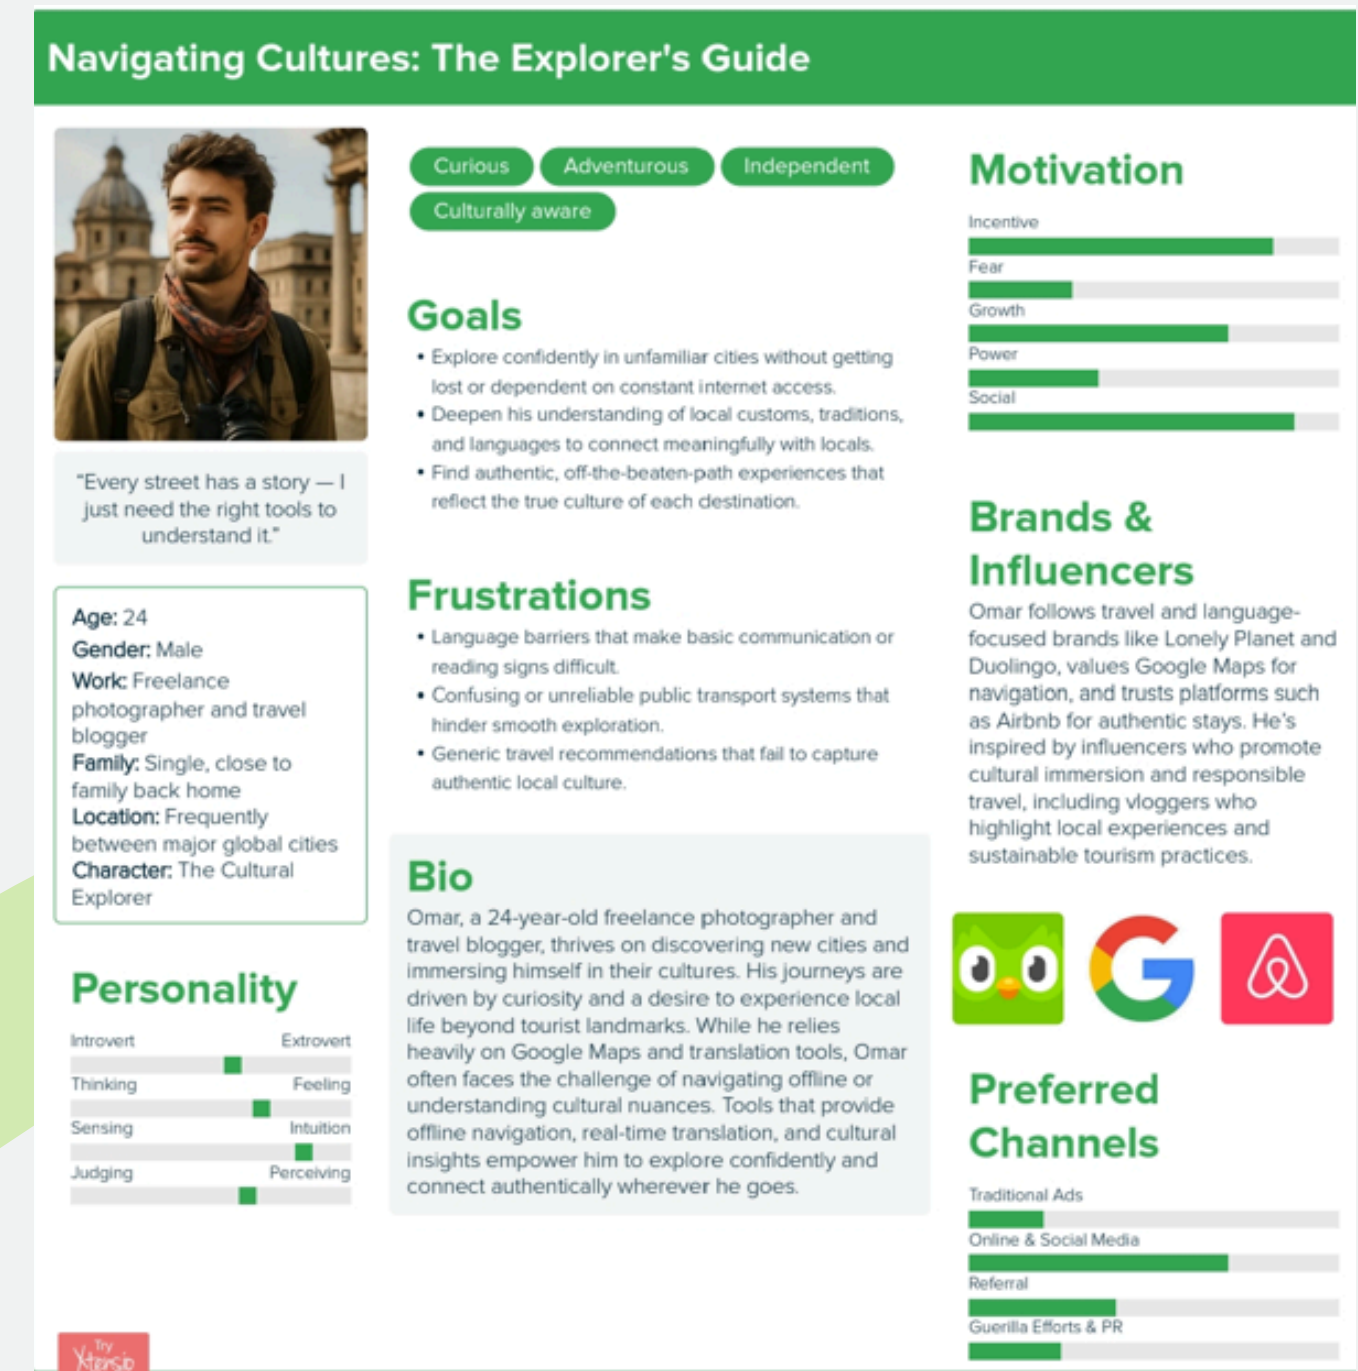 Navigating Cultures: The Explorer's Guide
“Every street has a story — I
just need the right tools to
understand it.”
Age: 24
Gender: Male
Work: Freelance
photographer and travel
blogger
Family: Single, close to
family back home
Location: Frequently
between major global cities
Character: The Cultural
Explorer
Personality
Introvert Extrovert
Thinking Feeling
Sensing Intuition
Judging Perceiving
Try
Xtensio
Curious Adventurous Independent
Culturally aware
Goals
• Explore confidently in unfamiliar cities without getting
lost or dependent on constant internet access.
• Deepen his understanding of local customs, traditions,
and languages to connect meaningfully with locals.
• Find authentic, off-the-beaten-path experiences that
reflect the true culture of each destination.
Frustrations
• Language barriers that make basic communication or
reading signs difficult.
• Confusing or unreliable public transport systems that
hinder smooth exploration.
• Generic travel recommendations that fail to capture
authentic local culture.
Bio
Omar, a 24-year-old freelance photographer and
travel blogger, thrives on discovering new cities and
immersing himself in their cultures. His journeys are
driven by curiosity and a desire to experience local
life beyond tourist landmarks. While he relies
heavily on Google Maps and translation tools, Omar
often faces the challenge of navigating offline or
understanding cultural nuances. Tools that provide
offline navigation, real-time translation, and cultural
insights empower him to explore confidently and
connect authentically wherever he goes.
Motivation
Incentive
Fear
Growth
Power
Social
Brands &
Influencers
Omar follows travel and language-
focused brands like Lonely Planet and
Duolingo, values Google Maps for
navigation, and trusts platforms such
as Airbnb for authentic stays. He’s
inspired by influencers who promote
cultural immersion and responsible
travel, including vloggers who
highlight local experiences and
sustainable tourism practices.
Preferred
Channels
Traditional Ads
Online & Social Media
Referral
Guerilla Efforts & PR